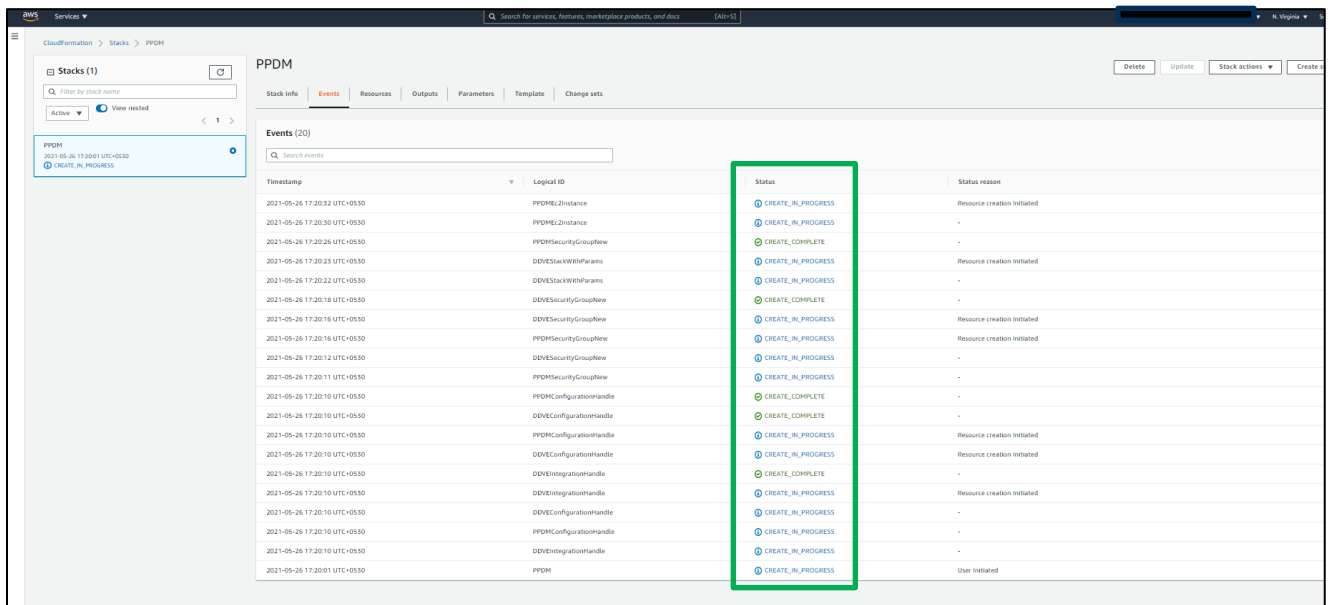 aws Services ▼ Search for services, features, marketplace products, and docs [Alt+S] N. Virginia ▼
CloudFormation > Stacks > PPDM
Stacks (1)
Filter by stack name
Active ▼ View nested
< 1 >
PPDM
2021-05-26 17:20:01 UTC+0530
CREATE_IN_PROGRESS
PPDM
Delete Update Stack actions ▼ Create s
Stack info Events Resources Outputs Parameters Template Change sets
Events (20)
Search events
Timestamp Logical ID Status Status reason
2021-05-26 17:20:32 UTC+0530 PPDMEc2Instance CREATE_IN_PROGRESS Resource creation Initiated
2021-05-26 17:20:30 UTC+0530 PPDMEc2Instance CREATE_IN_PROGRESS -
2021-05-26 17:20:26 UTC+0530 PPDMSecurityGroupNew CREATE_COMPLETE -
2021-05-26 17:20:23 UTC+0530 DDVEStackWithParams CREATE_IN_PROGRESS Resource creation Initiated
2021-05-26 17:20:22 UTC+0530 DDVEStackWithParams CREATE_IN_PROGRESS -
2021-05-26 17:20:18 UTC+0530 DDVESecurityGroupNew CREATE_COMPLETE -
2021-05-26 17:20:16 UTC+0530 DDVESecurityGroupNew CREATE_IN_PROGRESS Resource creation Initiated
2021-05-26 17:20:16 UTC+0530 PPDMSecurityGroupNew CREATE_IN_PROGRESS Resource creation Initiated
2021-05-26 17:20:12 UTC+0530 DDVESecurityGroupNew CREATE_IN_PROGRESS -
2021-05-26 17:20:11 UTC+0530 PPDMSecurityGroupNew CREATE_IN_PROGRESS -
2021-05-26 17:20:10 UTC+0530 PPDMConfigurationHandle CREATE_COMPLETE -
2021-05-26 17:20:10 UTC+0530 DDVEConfigurationHandle CREATE_COMPLETE -
2021-05-26 17:20:10 UTC+0530 PPDMConfigurationHandle CREATE_IN_PROGRESS Resource creation Initiated
2021-05-26 17:20:10 UTC+0530 DDVEConfigurationHandle CREATE_IN_PROGRESS Resource creation Initiated
2021-05-26 17:20:10 UTC+0530 DDVEIntegrationHandle CREATE_COMPLETE -
2021-05-26 17:20:10 UTC+0530 DDVEIntegrationHandle CREATE_IN_PROGRESS Resource creation Initiated
2021-05-26 17:20:10 UTC+0530 DDVEConfigurationHandle CREATE_IN_PROGRESS -
2021-05-26 17:20:10 UTC+0530 PPDMConfigurationHandle CREATE_IN_PROGRESS -
2021-05-26 17:20:10 UTC+0530 DDVEIntegrationHandle CREATE_IN_PROGRESS -
2021-05-26 17:20:01 UTC+0530 PPDM CREATE_IN_PROGRESS User Initiated